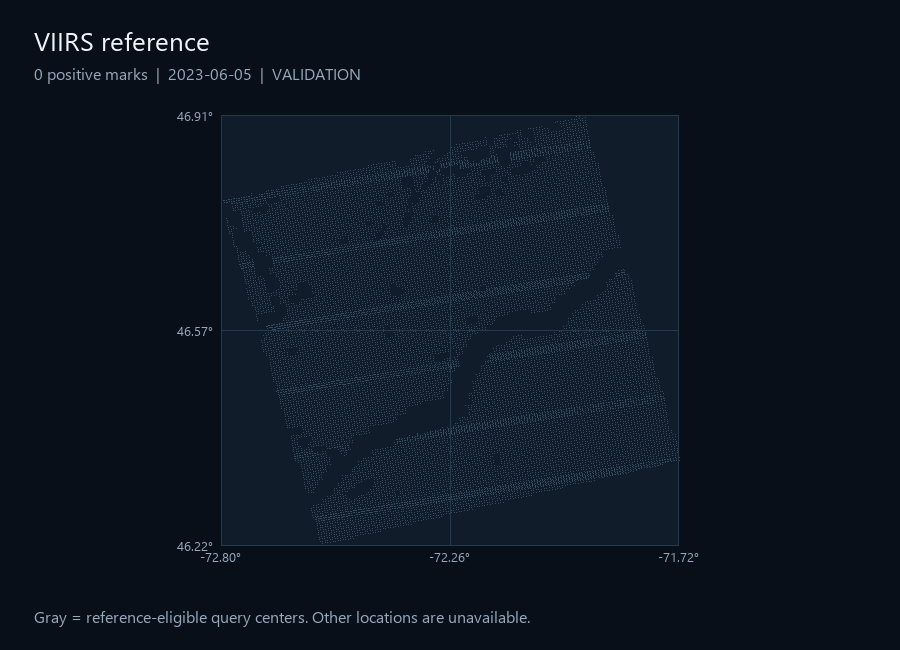 VIIRS reference
0 positive marks | 2023-06-05 | VALIDATION
46.91°
46.57°
46.22°
-72.80°
-72.26°
-71.72°
Gray = reference-eligible query centers. Other locations are unavailable.